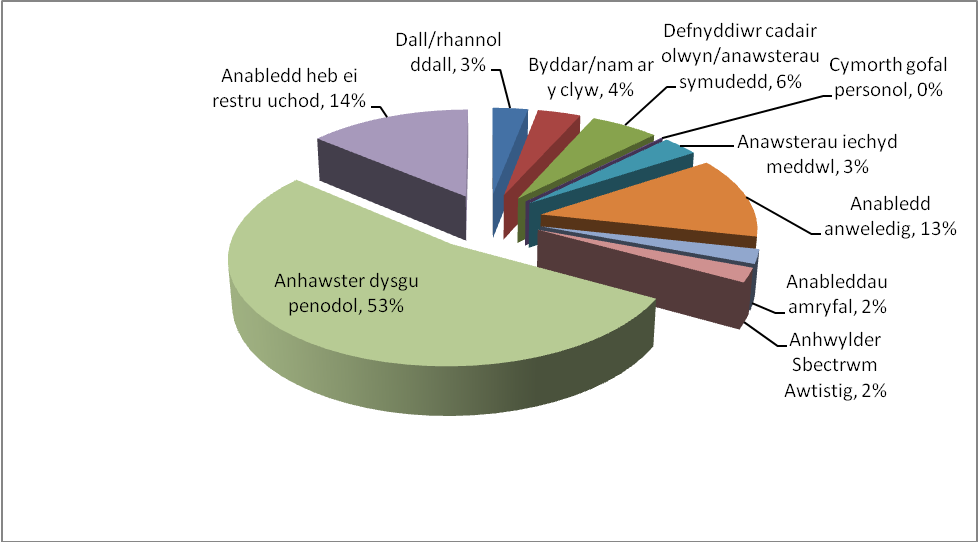 Dall/rhannol
ddall, 3%
Byddar/nam ar
y clyw, 4%
Defnyddiwr cadair
olwyn/anawsterau
symudedd, 6%
Cymorth gofal
personol, 0%
Anawsterau iechyd
meddwl, 3%
Anabledd
anweledig, 13%
Anableddau
amryfal, 2%
Anhwylder
Sbectrwm
Awtistig, 2%
Anhawster dysgu
penodol, 53%
Anabledd heb ei
restru uchod, 14%